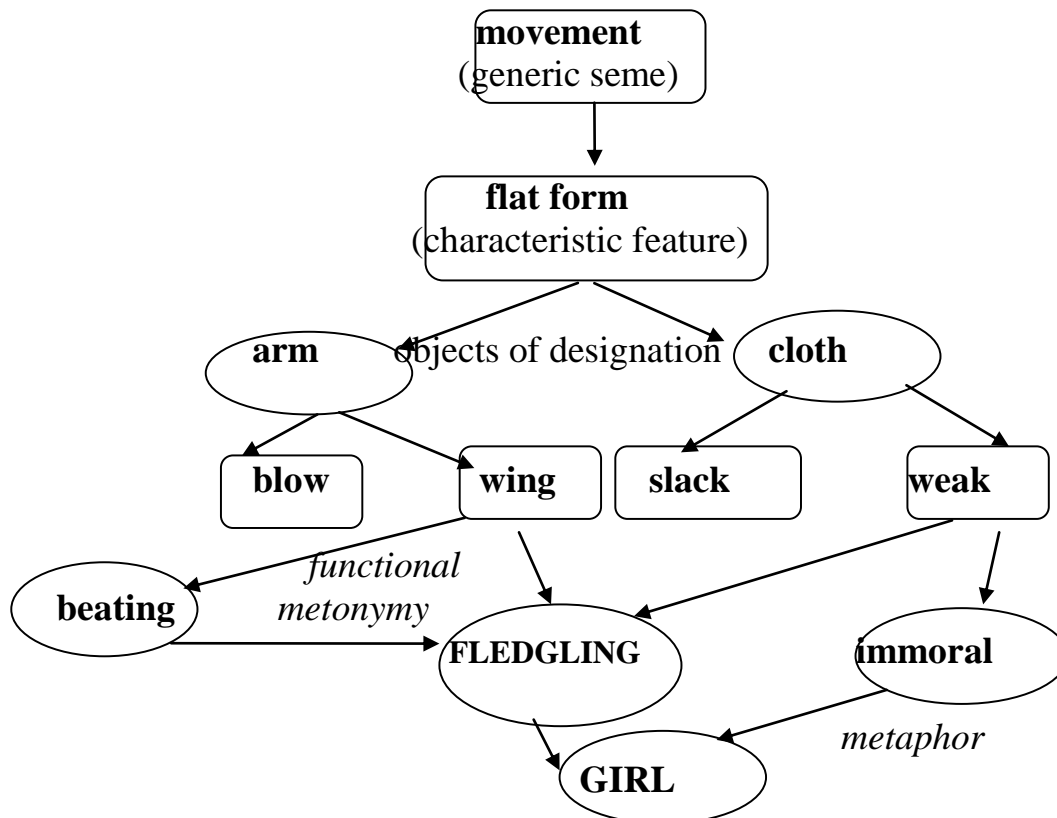 movement
(generic seme)
flat form
(characteristic feature)
arm objects of designation cloth
blow wing slack weak
functional
beating metonymy
FLEDGLING immoral
metaphor
GIRL